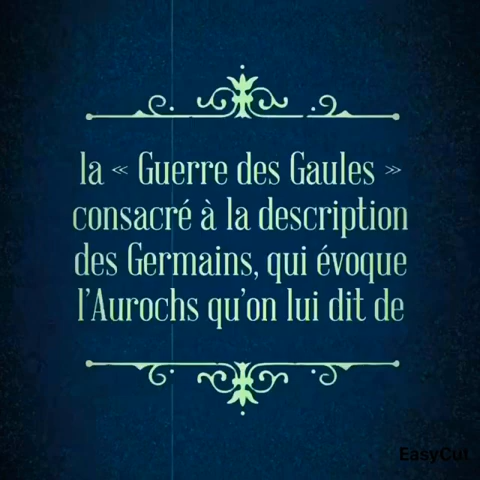 la « Guerre des Gaules »
consacré à la description
des Germains, qui évoque
l'Aurochs qu'on lui dit de
EasyCut